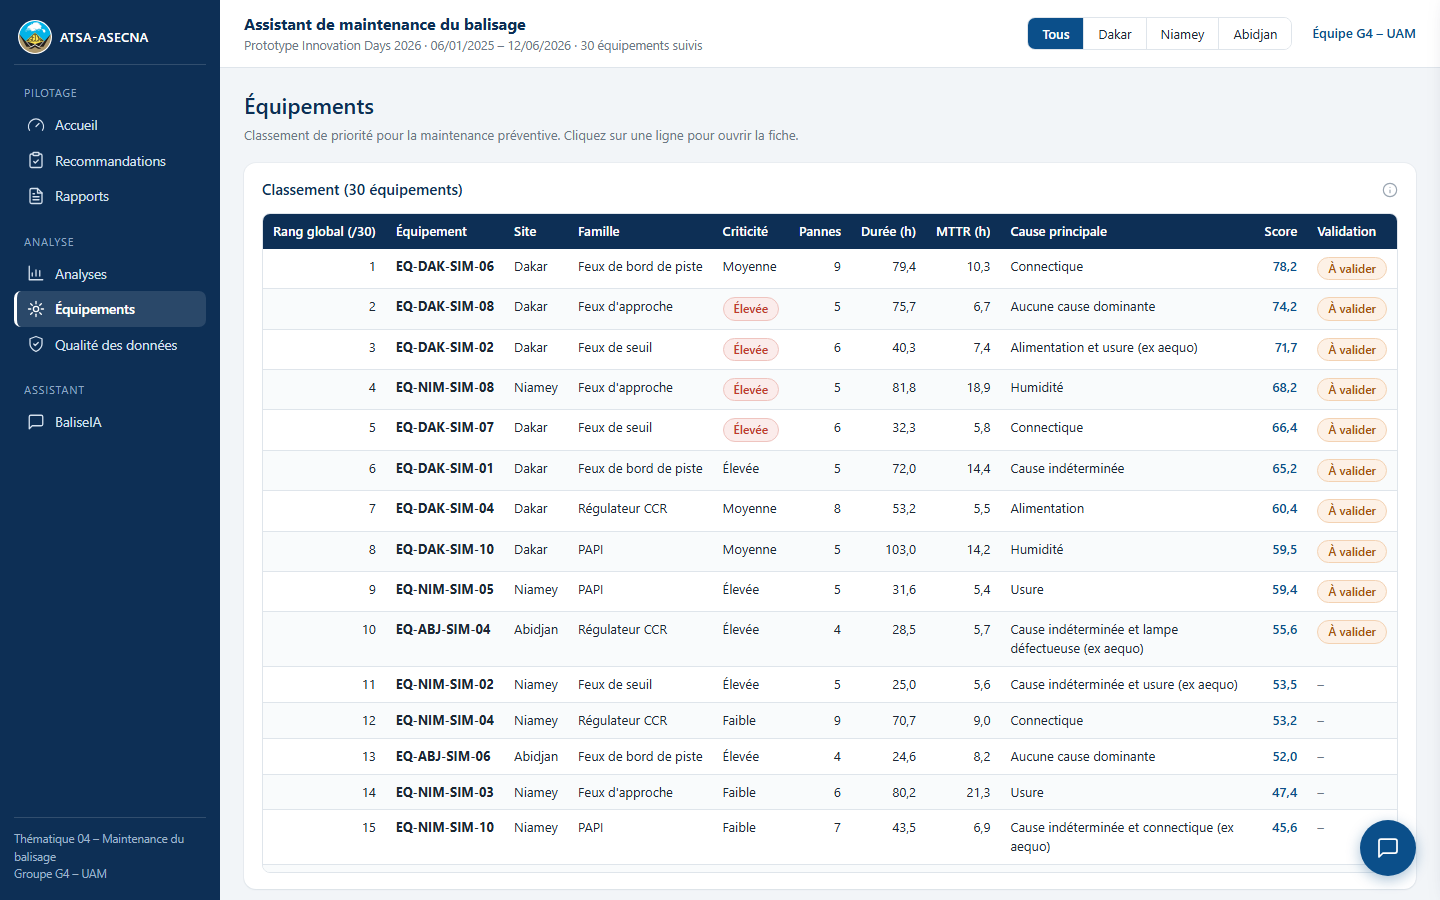 ATSA-ASECNA
PILOTAGE
Accueil
Recommandations
Rapports
ANALYSE
Analyses
Équipements
Qualité des données
ASSISTANT
BaliseIA
Thématique 04 – Maintenance du
balisage
Groupe G4 – UAM
Assistant de maintenance du balisage
Prototype Innovation Days 2026 · 06/01/2025 – 12/06/2026 · 30 équipements suivis
Tous Dakar Niamey Abidjan
Équipe G4 – UAM
Équipements
Classement de priorité pour la maintenance préventive. Cliquez sur une ligne pour ouvrir la fiche.
Classement (30 équipements)
Rang global (/30) Équipement Site Famille Criticité Pannes Durée (h) MTTR (h) Cause principale Score Validation
1 EQ-DAK-SIM-06 Dakar Feux de bord de piste Moyenne 9 79,4 10,3 Connectique 78,2 À valider
2 EQ-DAK-SIM-08 Dakar Feux d'approche Élevée 5 75,7 6,7 Aucune cause dominante 74,2 À valider
3 EQ-DAK-SIM-02 Dakar Feux de seuil Élevée 6 40,3 7,4 Alimentation et usure (ex aequo) 71,7 À valider
4 EQ-NIM-SIM-08 Niamey Feux d'approche Élevée 5 81,8 18,9 Humidité 68,2 À valider
5 EQ-DAK-SIM-07 Dakar Feux de seuil Élevée 6 32,3 5,8 Connectique 66,4 À valider
6 EQ-DAK-SIM-01 Dakar Feux de bord de piste Élevée 5 72,0 14,4 Cause indéterminée 65,2 À valider
7 EQ-DAK-SIM-04 Dakar Régulateur CCR Moyenne 8 53,2 5,5 Alimentation 60,4 À valider
8 EQ-DAK-SIM-10 Dakar PAPI Moyenne 5 103,0 14,2 Humidité 59,5 À valider
9 EQ-NIM-SIM-05 Niamey PAPI Élevée 5 31,6 5,4 Usure 59,4 À valider
10 EQ-ABJ-SIM-04 Abidjan Régulateur CCR Élevée 4 28,5 5,7 Cause indéterminée et lampe 55,6 À valider
défectueuse (ex aequo)
11 EQ-NIM-SIM-02 Niamey Feux de seuil Élevée 5 25,0 5,6 Cause indéterminée et usure (ex aequo) 53,5 –
12 EQ-NIM-SIM-04 Niamey Régulateur CCR Faible 9 70,7 9,0 Connectique 53,2 –
13 EQ-ABJ-SIM-06 Abidjan Feux de bord de piste Élevée 4 24,6 8,2 Aucune cause dominante 52,0 –
14 EQ-NIM-SIM-03 Niamey Feux d'approche Faible 6 80,2 21,3 Usure 47,4 –
15 EQ-NIM-SIM-10 Niamey PAPI Faible 7 43,5 6,9 Cause indéterminée et connectique (ex 45,6 –
aequo)